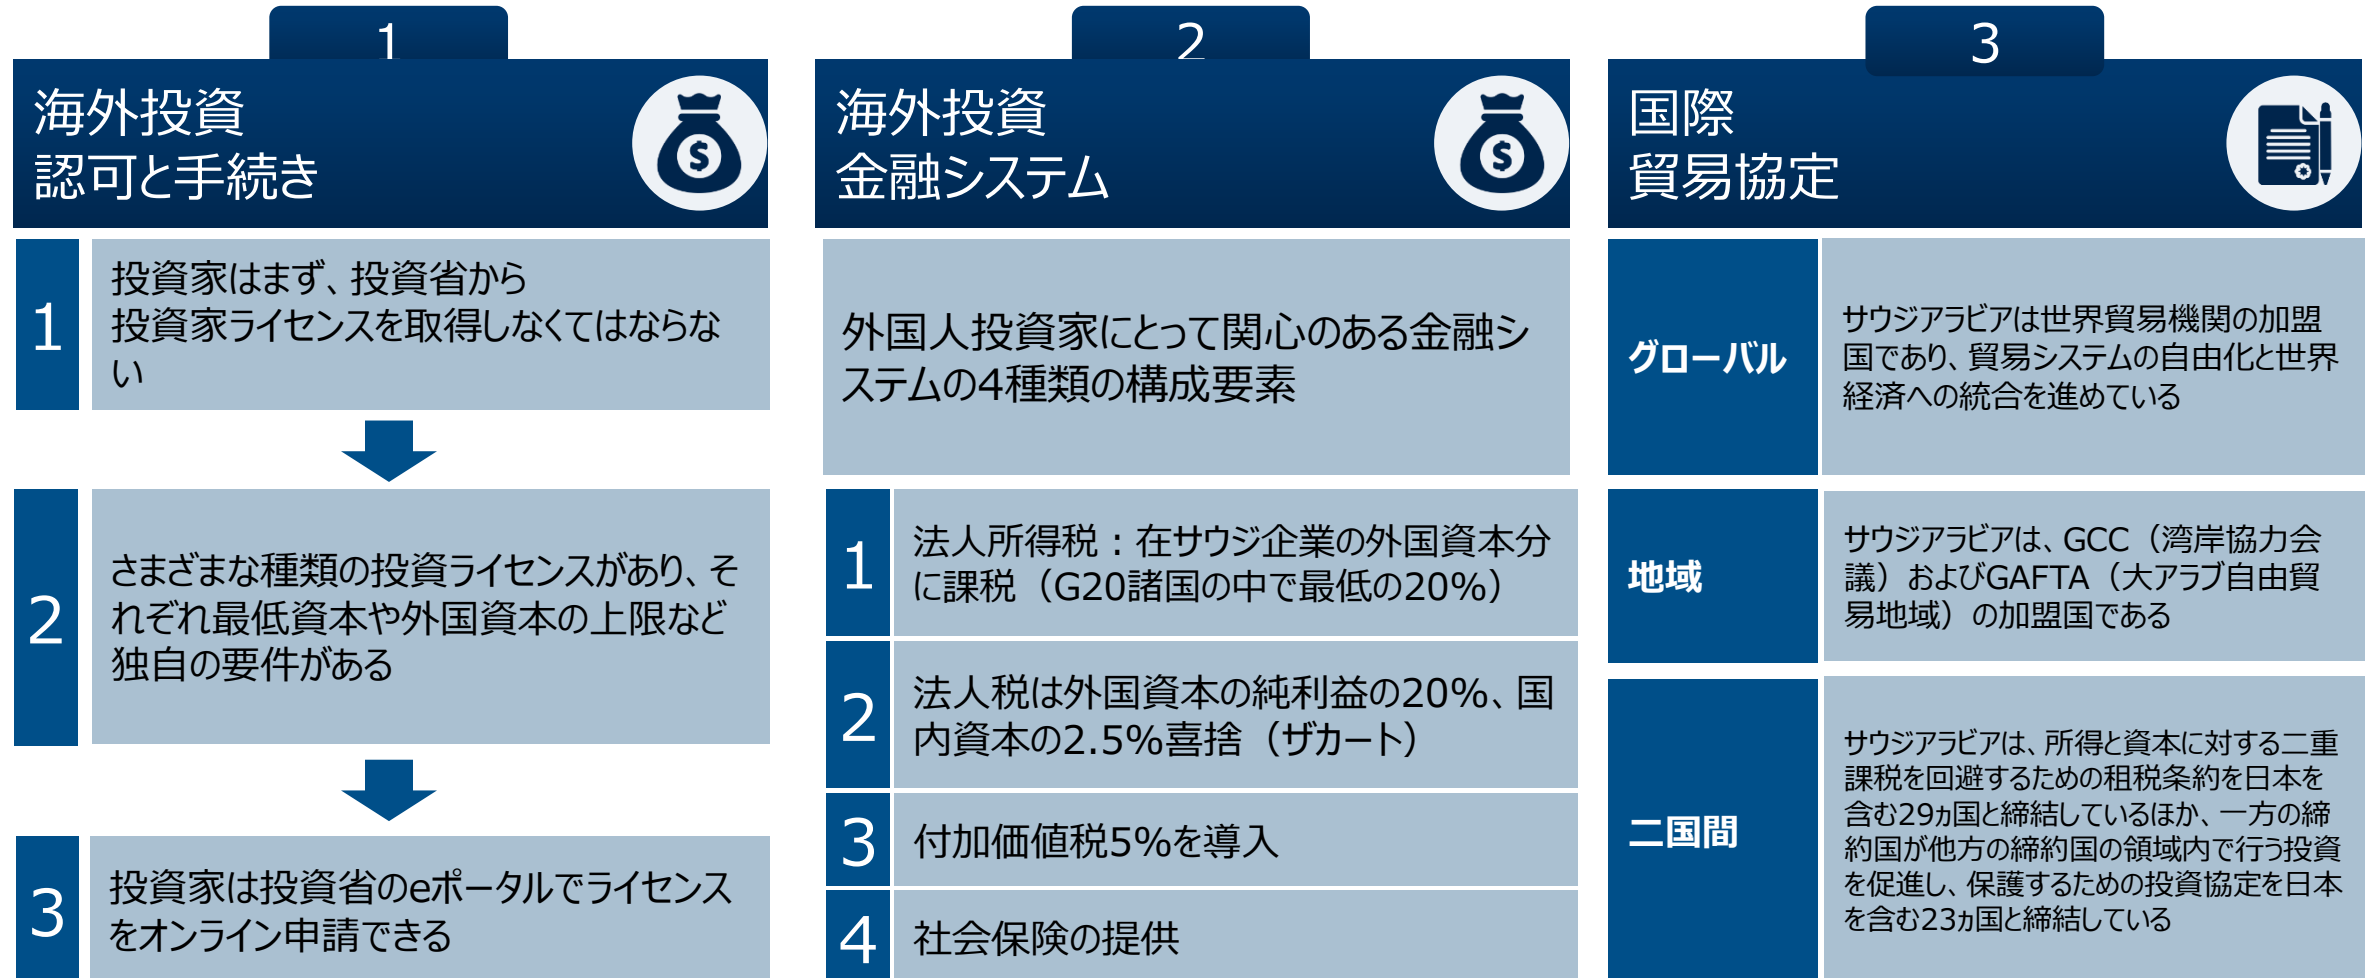 1
海外投資
認可と手続き
1
投資家はまず、投資省から
投資家ライセンスを取得しなくてはならな
い
2
さまざまな種類の投資ライセンスがあり、そ
れぞれ最低資本や外国資本の上限など
独自の要件がある
3
投資家は投資省のeポータルでライセンス
をオンライン申請できる
2
海外投資
金融システム
外国人投資家にとって関心のある金融シ
ステムの4種類の構成要素
1
法人所得税：在サウジ企業の外国資本分
に課税（G20諸国の中で最低の20%）
2
法人税は外国資本の純利益の20%、国
内資本の2.5%喜捨（ザカート）
3
付加価値税5%を導入
4
社会保険の提供
3
国際
貿易協定
グローバル
サウジアラビアは世界貿易機関の加盟
国であり、貿易システムの自由化と世界
経済への統合を進めている
地域
サウジアラビアは、GCC（湾岸協力会
議）およびGAFTA（大アラブ自由貿
易地域）の加盟国である
二国間
サウジアラビアは、所得と資本に対する二重
課税を回避するための租税条約を日本を
含む29ヵ国と締結しているほか、一方の締
約国が他方の締約国の領域内で行う投資
を促進し、保護するための投資協定を日本
を含む23ヵ国と締結している